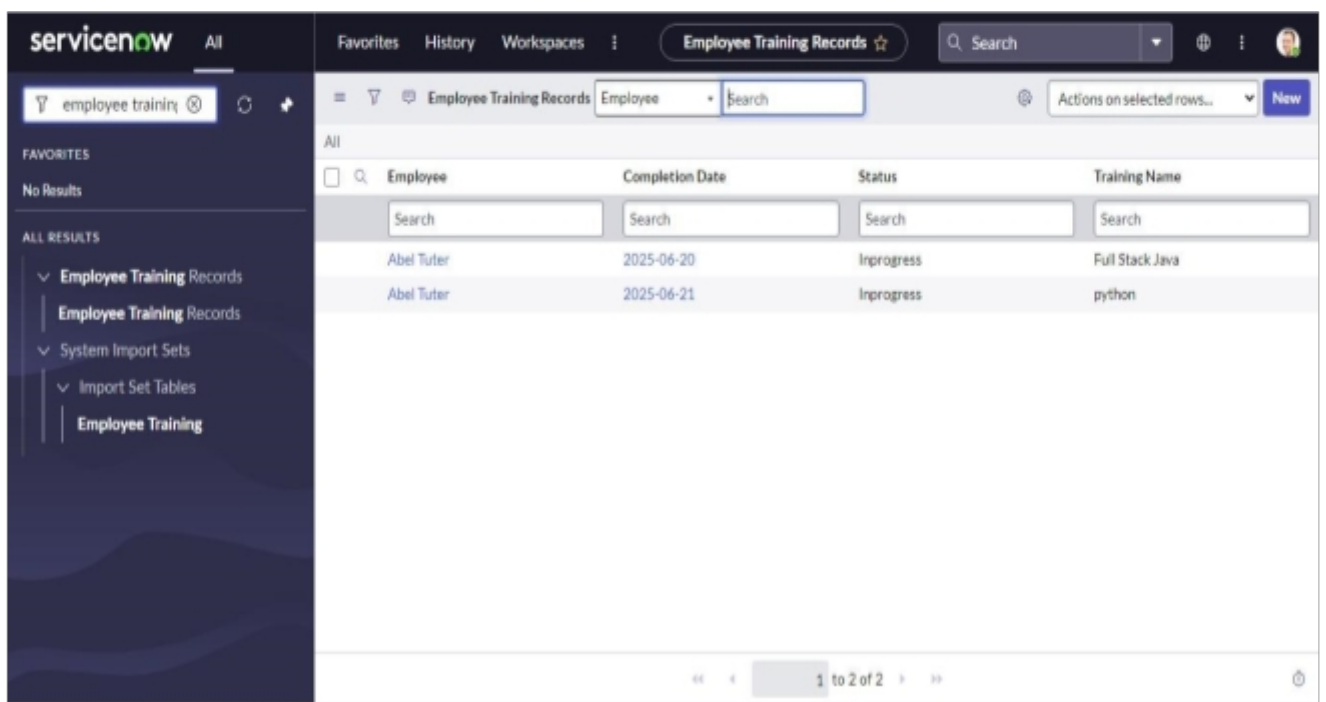 servicenow All Favorites History Workspaces Employee Training Records Search
employee training
Employee Training Records Employee Search Actions on selected rows... New
FAVORITES
No Results
ALL RESULTS
Employee Training Records
Employee Training Records
System Import Sets
Import Set Tables
Employee Training
All
Employee Completion Date Status Training Name
Search Search Search Search
Abel Tuter 2025-06-20 Inprogress Full Stack Java
Abel Tuter 2025-06-21 Inprogress python
1 to 2 of 2